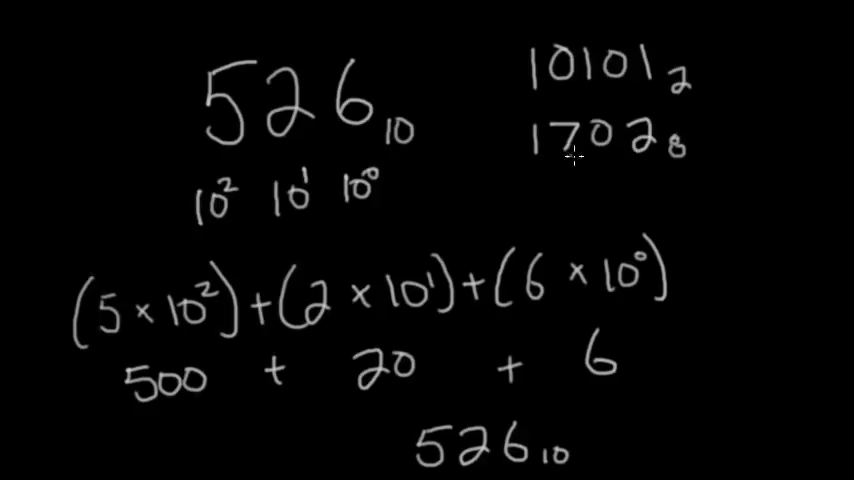 526₁₀
10² 10¹ 10⁰
10101₂
1702₈
(5 × 10²) + (2 × 10¹) + (6 × 10⁰)
500 + 20 + 6
526₁₀